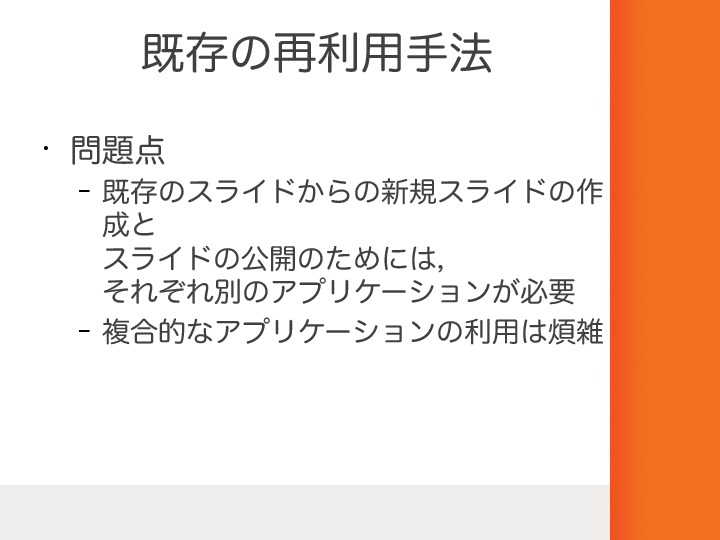 既存の再利用手法
・ 問題点
– 既存のスライドからの新規スライドの作
成と
スライドの公開のためには，
それぞれ別のアプリケーションが必要
– 複合的なアプリケーションの利用は煩雑